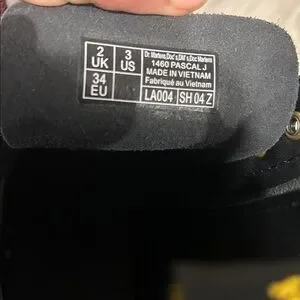 2 UK
3 US
34 EU
Dr. Martens,Doc's,DM's,Doc Martens
1460 PASCAL J
MADE IN VIETNAM
Fabriqué au Vietnam
LA004 SH 04 Z